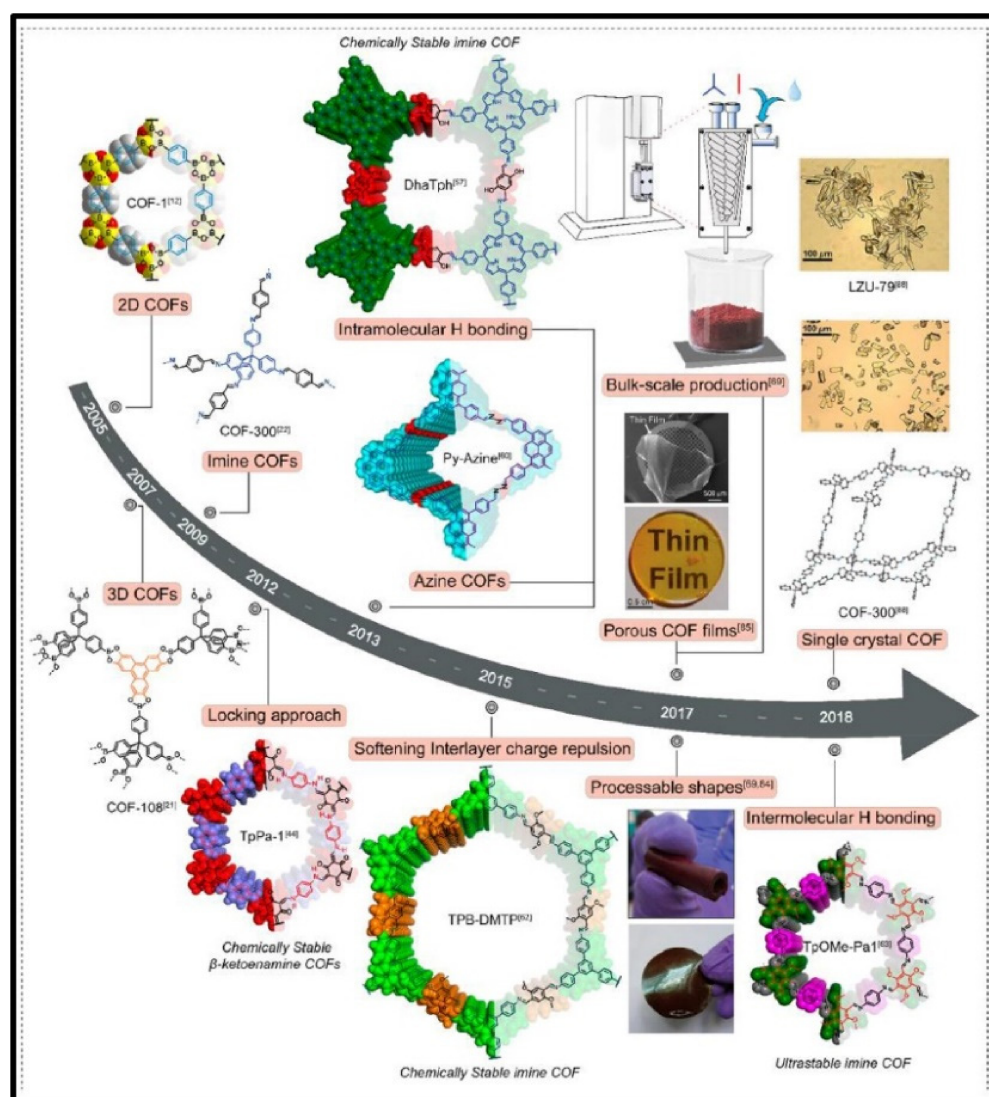 Chemically Stable imine COF
COF-1[12]
DhaTph[57]
2D COFs
Intramolecular H bonding
100 µm
LZU-79[88]
100 µm
Bulk-scale production[69]
COF-300[22]
Imine COFs
Py-Azine[60]
Azine COFs
Thin Film
500 µm
Thin
Film
0.5 cm
Porous COF films[85]
COF-300[88]
Single crystal COF
2005
2007
2009
2012
2013
2015
2017
2018
3D COFs
COF-108[21]
Locking approach
TpPa-1[44]
Chemically Stable
β-ketoenamine COFs
Softening Interlayer charge repulsion
TPB-DMTP[62]
Chemically Stable imine COF
Processable shapes[69,84]
Intermolecular H bonding
TpOMe-Pa1[63]
Ultrastable imine COF